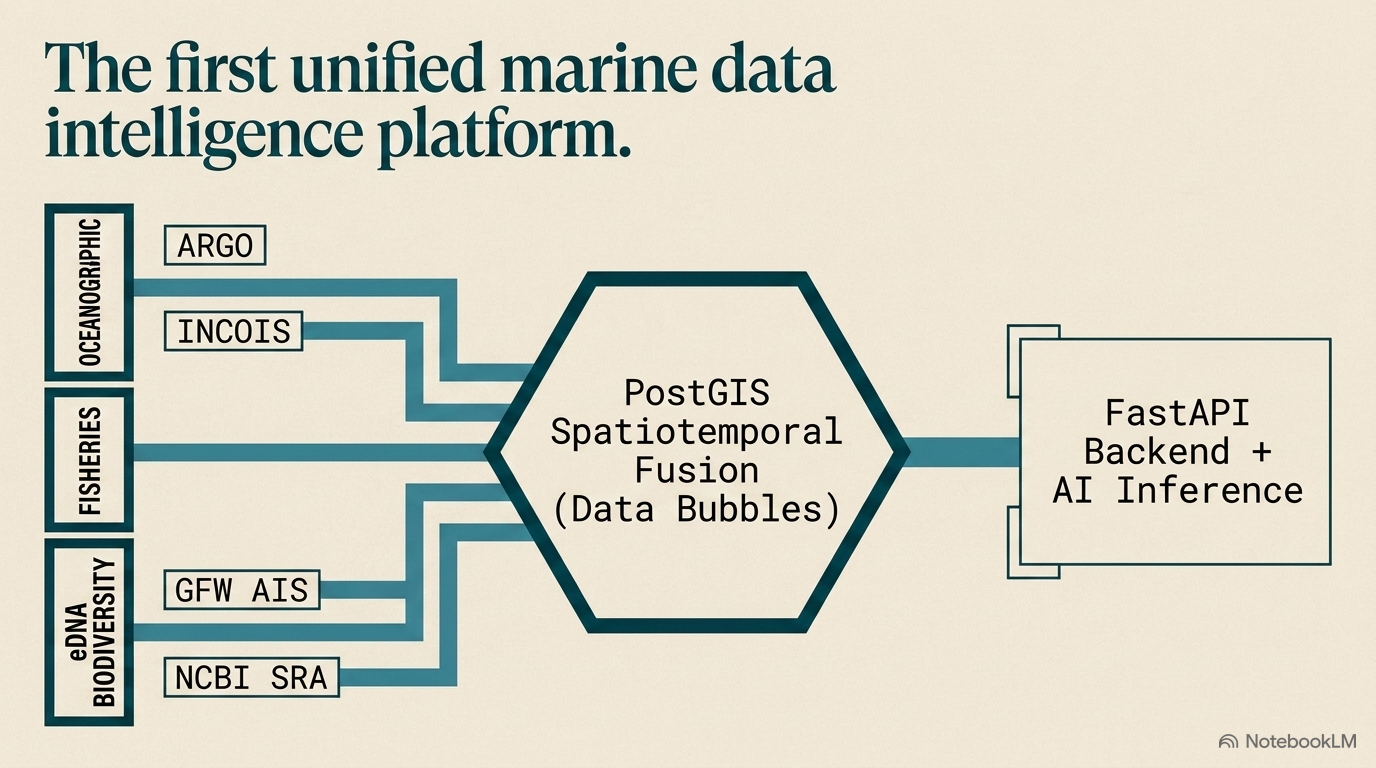 The first unified marine data
intelligence platform.
OCEANOGRIPHIC
ARGO
INCOIS
FISHERIES
eDNA
BIODIVERSITY
GFW AIS
NCBI SRA
PostGIS
Spatiotemporal
Fusion
(Data Bubbles)
FastAPI
Backend +
AI Inference
NotebookLM